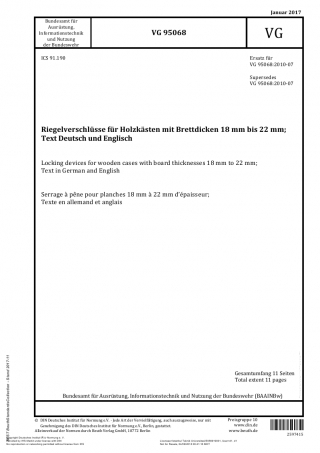 Januar 2017
Bundesamt für
Ausrüstung,
Informationstechnik
und Nutzung
der Bundeswehr
VG 95068
VG
ICS 91.190
Ersatz für
VG 95068:2010-07
Supersedes
VG 95068:2010-07
Riegelverschlüsse für Holzkästen mit Brettdicken 18 mm bis 22 mm;
Text Deutsch und Englisch
Locking devices for wooden cases with board thicknesses 18 mm to 22 mm;
Text in German and English
Serrage à pêne pour planches 18 mm à 22 mm d'épaisseur;
Texte en allemand et anglais
Gesamtumfang 11 Seiten
Total extent 11 pages
Bundesamt für Ausrüstung, Informationstechnik und Nutzung der Bundeswehr (BAAINBw)
© DIN Deutsches Institut für Normung e.V. · Jede Art der Vervielfältigung, auch auszugsweise, nur mit
Genehmigung des DIN Deutsches Institut für Normung e.V., Berlin, gestattet.
Alleinverkauf der Normen durch Beuth Verlag GmbH, 10772 Berlin
Preisgruppe 10
www.din.de
www.beuth.de
2597415